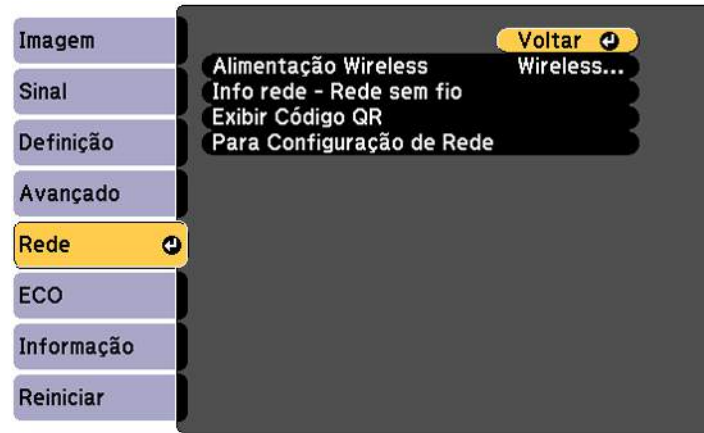 Imagem
Sinal
Definição
Avançado
Rede
ECO
Informação
Reiniciar
Voltar
Alimentação Wireless Wireless...
Info rede - Rede sem fio
Exibir Código QR
Para Configuração de Rede